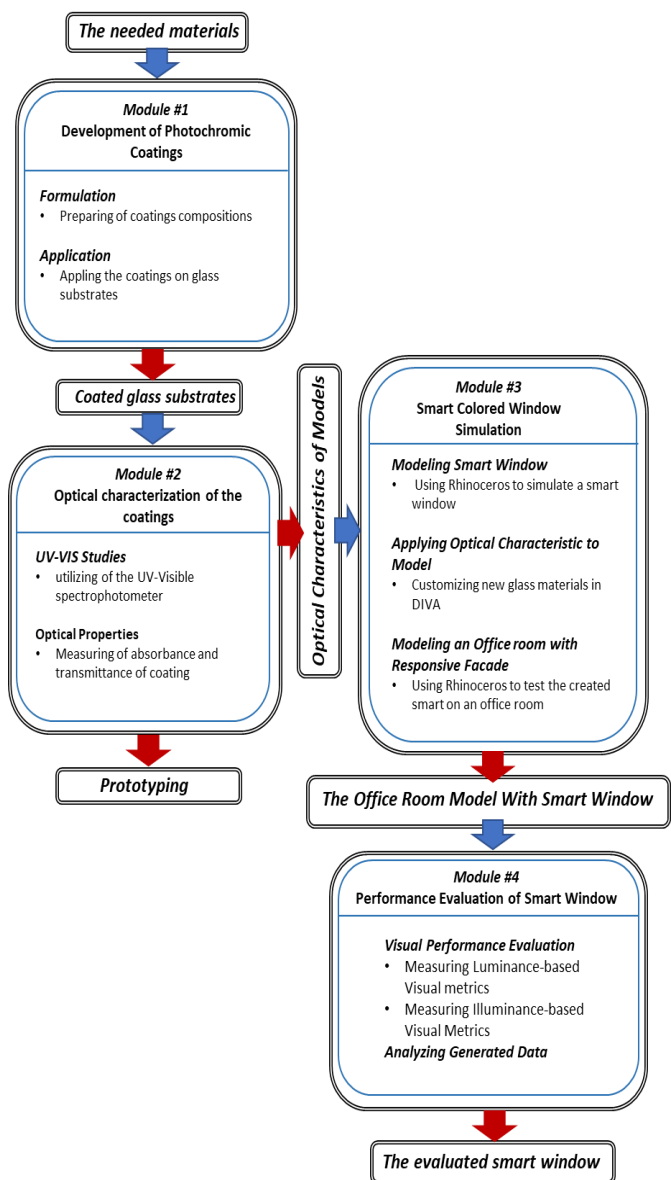 The needed materials
Module #1
Development of Photochromic
Coatings
Formulation
• Preparing of coatings compositions
Application
• Appling the coatings on glass
substrates
Coated glass substrates
Module #2
Optical characterization of the
coatings
UV-VIS Studies
• utilizing of the UV-Visible
spectrophotometer
Optical Properties
• Measuring of absorbance and
transmittance of coating
Prototyping
Optical Characteristics of Models
Module #3
Smart Colored Window
Simulation
Modeling Smart Window
• Using Rhinoceros to simulate a smart
window
Applying Optical Characteristic to
Model
• Customizing new glass materials in
DIVA
Modeling an Office room with
Responsive Facade
• Using Rhinoceros to test the created
smart on an office room
The Office Room Model With Smart Window
Module #4
Performance Evaluation of Smart Window
Visual Performance Evaluation
• Measuring Luminance-based
Visual metrics
• Measuring Illuminance-based
Visual Metrics
Analyzing Generated Data
The evaluated smart window